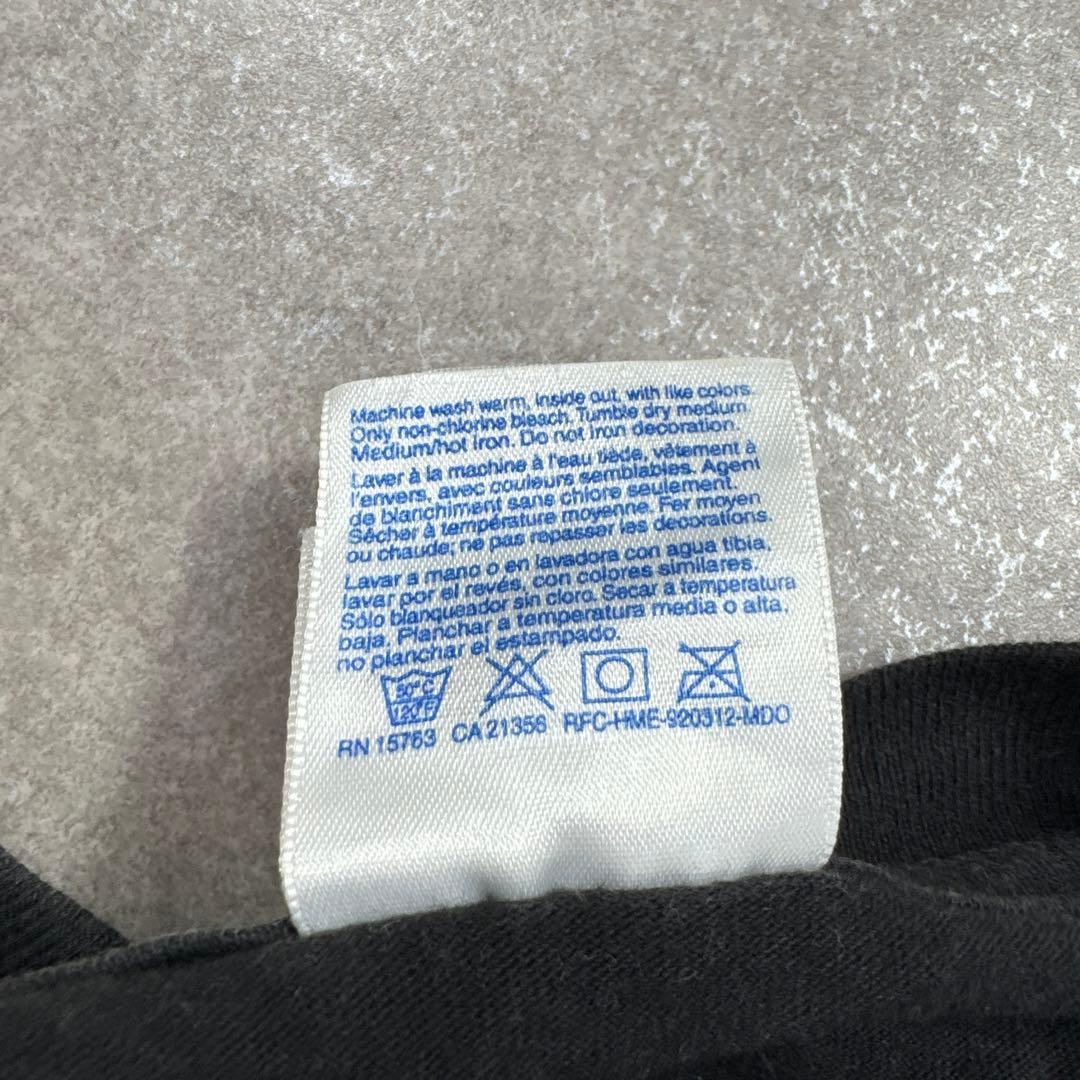 Machine wash warm, inside out, with like colors
Only non-chlorine bleach. Tumble dry medium.
Medium/hot iron. Do not iron decoration.
Laver à la machine à l'eau tiède, vêtement à
l'envers, avec couleurs semblables. Agent
de blanchiment sans chlore seulement.
Sécher à température moyenne. Fer moyen
ou chaude; ne pas repasser les decorations.
Lavar a mano o en lavadora con agua tibia,
lavar por el revés, con colores similares.
Sólo blanqueador sin cloro. Secar a temperatura
baja. Planchar a temperatura media o alta,
no planchar el estampado.
50°C
120°F
RN 15763 CA 21356 RFC-HME-920312-MDO